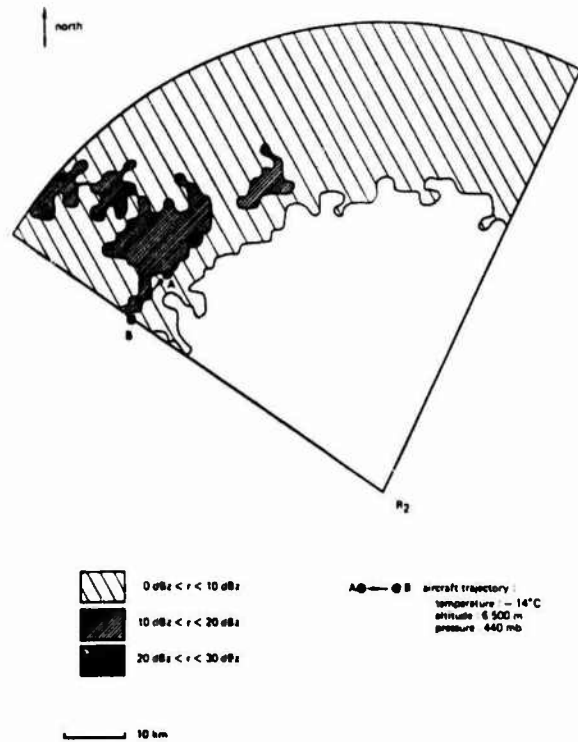 north
A
B
R2
0 dBz < r < 10 dBz
10 dBz < r < 20 dBz
20 dBz < r < 30 dBz
10 km
A B aircraft trajectory :
temperature : - 14°C
altitude : 6 500 m
pressure : 440 mb